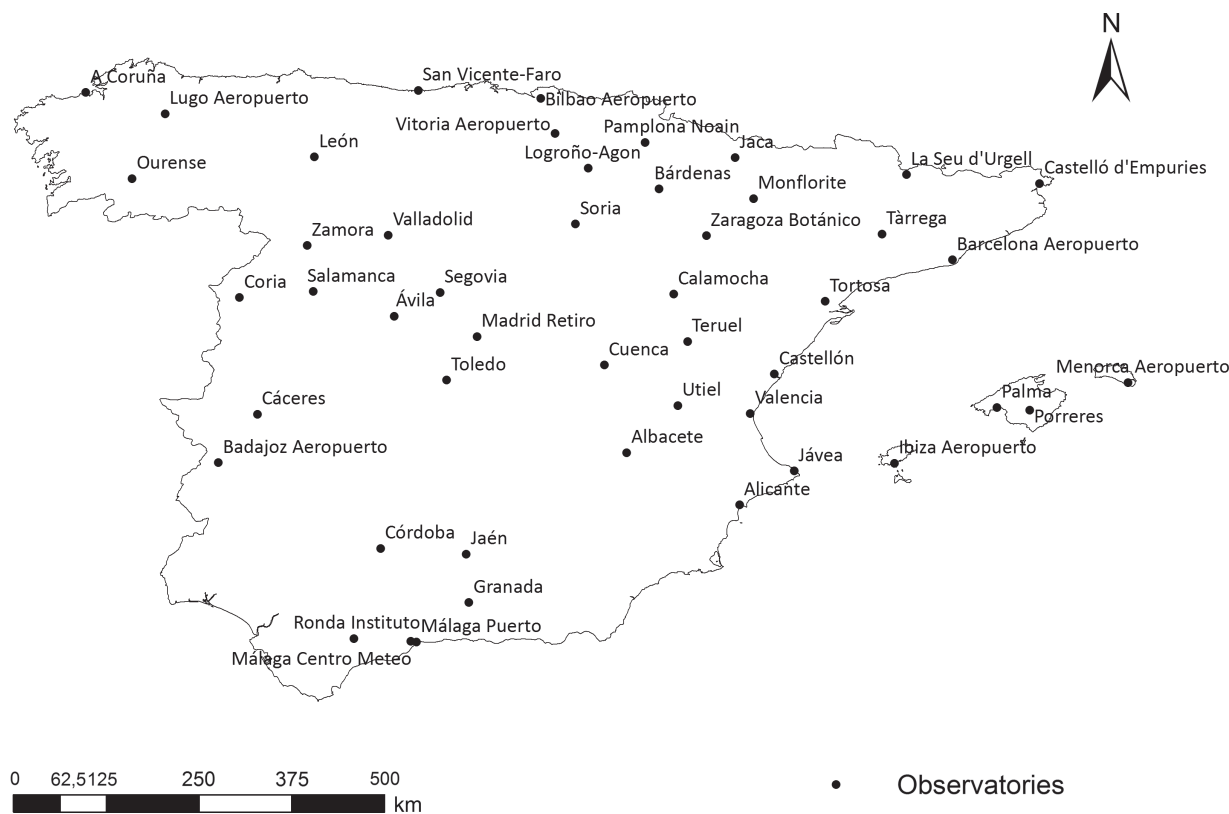 N
A Coruña
San Vicente-Faro
Lugo Aeropuerto
Bilbao Aeropuerto
Vitoria Aeropuerto
Pamplona Noain
León
Logroño-Agon
Jaca
Ourense
La Seu d'Urgell
Castelló d'Empuries
Bárdenas
Monflorite
Soria
Valladolid
Zamora
Zaragoza Botánico
Tàrrega
Barcelona Aeropuerto
Coria
Salamanca
Segovia
Calamocha
Tortosa
Ávila
Madrid Retiro
Teruel
Cuenca
Castellón
Toledo
Menorca Aeropuerto
Utiel
Palma
Cáceres
Valencia
Porreres
Albacete
Badajoz Aeropuerto
Jávea
Ibiza Aeropuerto
Alicante
Córdoba
Jaén
Granada
Ronda Instituto
Málaga Puerto
Málaga Centro Meteo
0 62,5125 250 375 500
km
Observatories